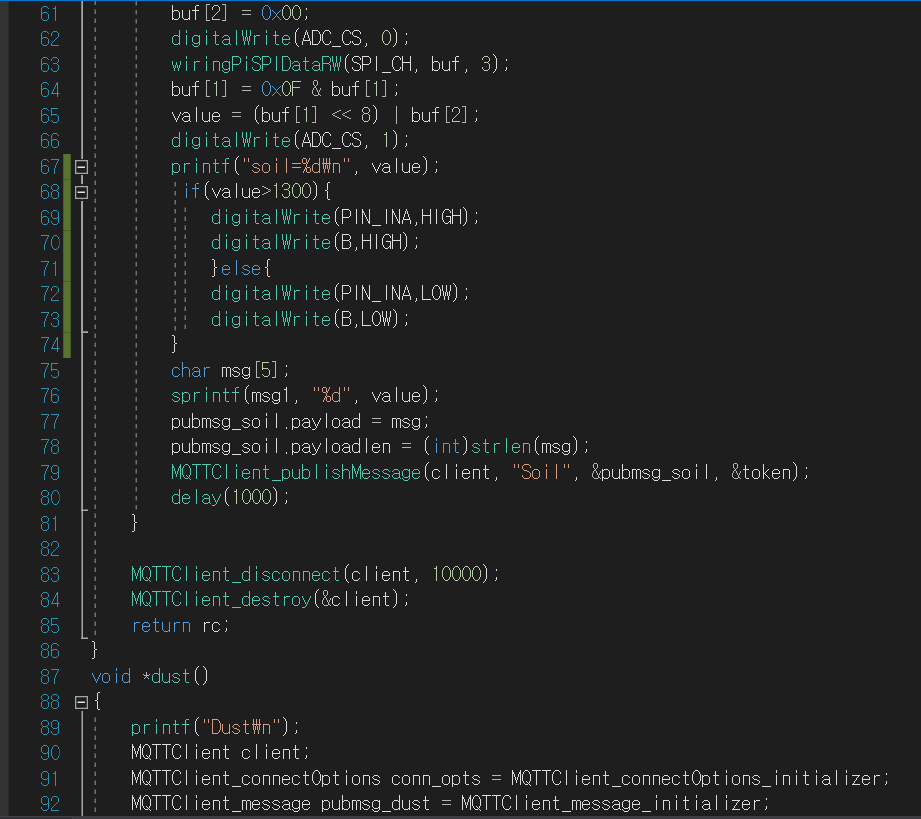 61 buf[2] = 0x00;
62 digitalWrite(ADC_CS, 0);
63 wiringPiSPIDataRW(SPI_CH, buf, 3);
64 buf[1] = 0x0F & buf[1];
65 value = (buf[1] << 8) | buf[2];
66 digitalWrite(ADC_CS, 1);
67 printf("soil=%d₩n", value);
68 if(value>1300){
69 digitalWrite(PIN_INA,HIGH);
70 digitalWrite(B,HIGH);
71 }else{
72 digitalWrite(PIN_INA,LOW);
73 digitalWrite(B,LOW);
74 }
75 char msg[5];
76 sprintf(msg1, "%d", value);
77 pubmsg_soil.payload = msg;
78 pubmsg_soil.payloadlen = (int)strlen(msg);
79 MQTTClient_publishMessage(client, "Soil", &pubmsg_soil, &token);
80 delay(1000);
81 }
82
83 MQTTClient_disconnect(client, 10000);
84 MQTTClient_destroy(&client);
85 return rc;
86 }
87 void *dust()
88 {
89 printf("Dust₩n");
90 MQTTClient client;
91 MQTTClient_connectOptions conn_opts = MQTTClient_connectOptions_initializer;
92 MQTTClient_message pubmsg_dust = MQTTClient_message_initializer;